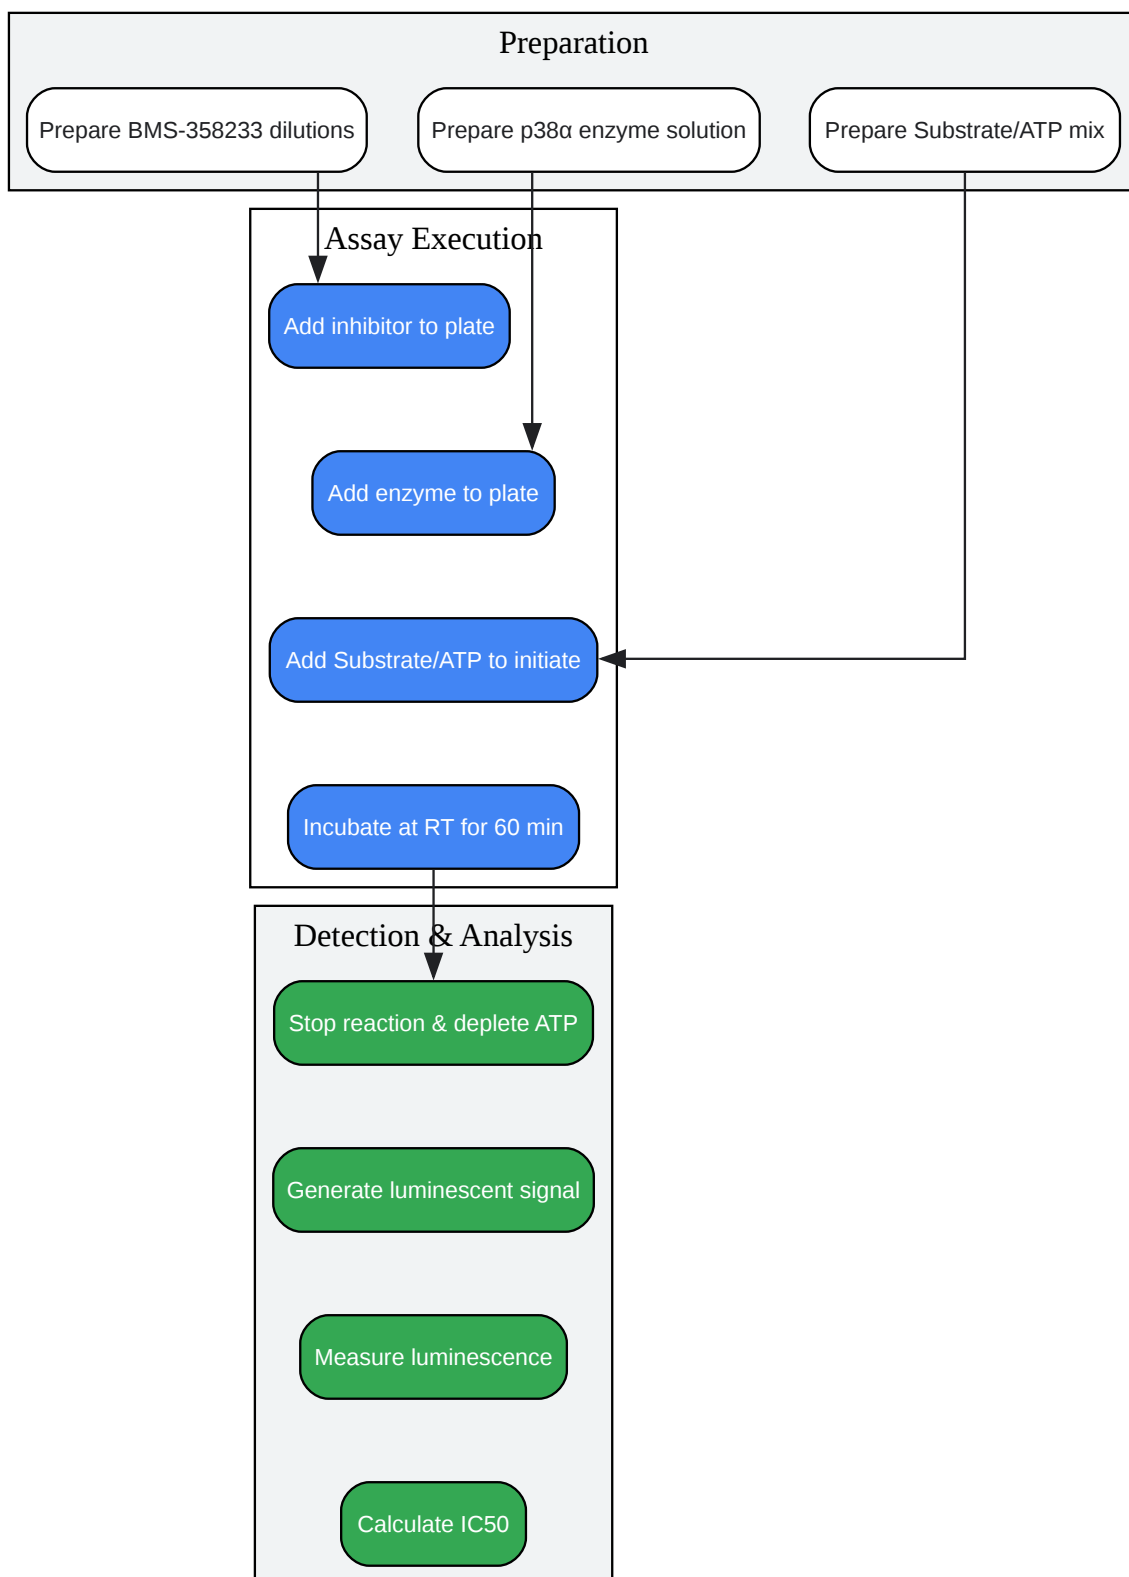 Preparation
Prepare BMS-358233 dilutions
Prepare p38α enzyme solution
Prepare Substrate/ATP mix
Assay Execution
Add inhibitor to plate
Add enzyme to plate
Add Substrate/ATP to initiate
Incubate at RT for 60 min
Detection & Analysis
Stop reaction & deplete ATP
Generate luminescent signal
Measure luminescence
Calculate IC50